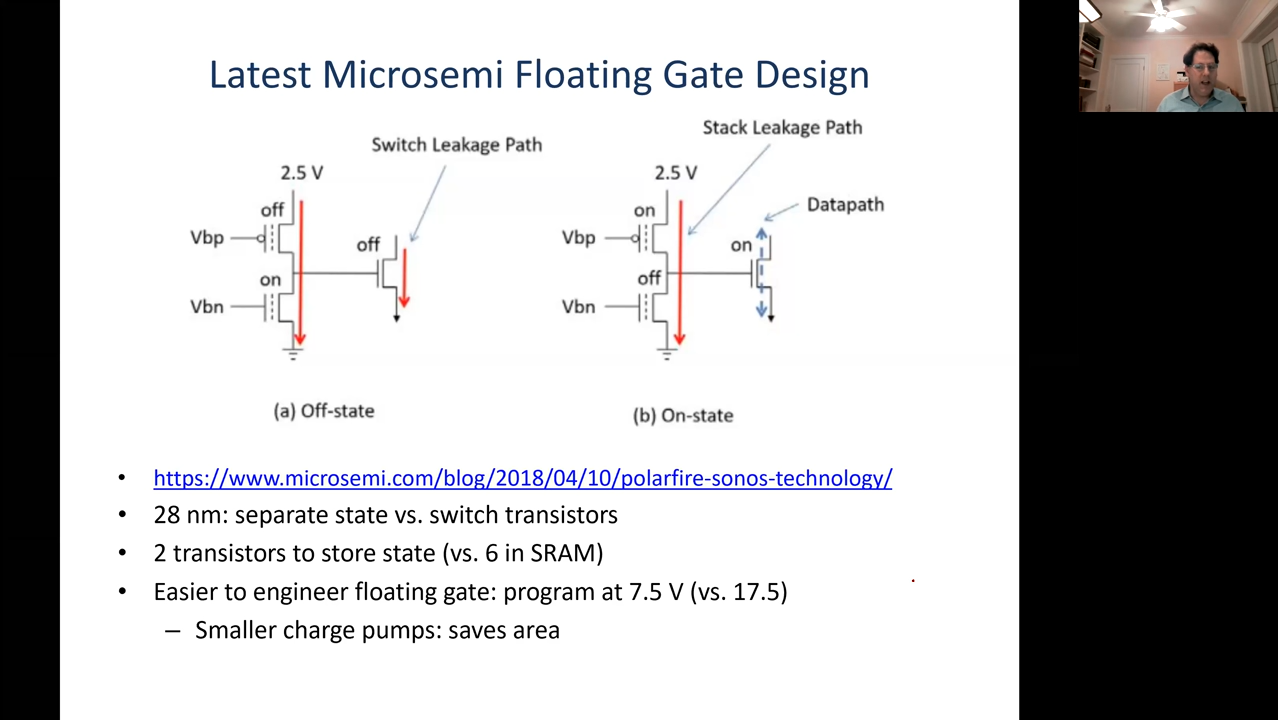 Latest Microsemi Floating Gate Design
Switch Leakage Path
2.5 V
off
Vbp
off
on
Vbn
(a) Off-state
Stack Leakage Path
2.5 V
Datapath
on
Vbp
on
off
Vbn
(b) On-state
• https://www.microsemi.com/blog/2018/04/10/polarfire-sonos-technology/
• 28 nm: separate state vs. switch transistors
• 2 transistors to store state (vs. 6 in SRAM)
• Easier to engineer floating gate: program at 7.5 V (vs. 17.5)
– Smaller charge pumps: saves area